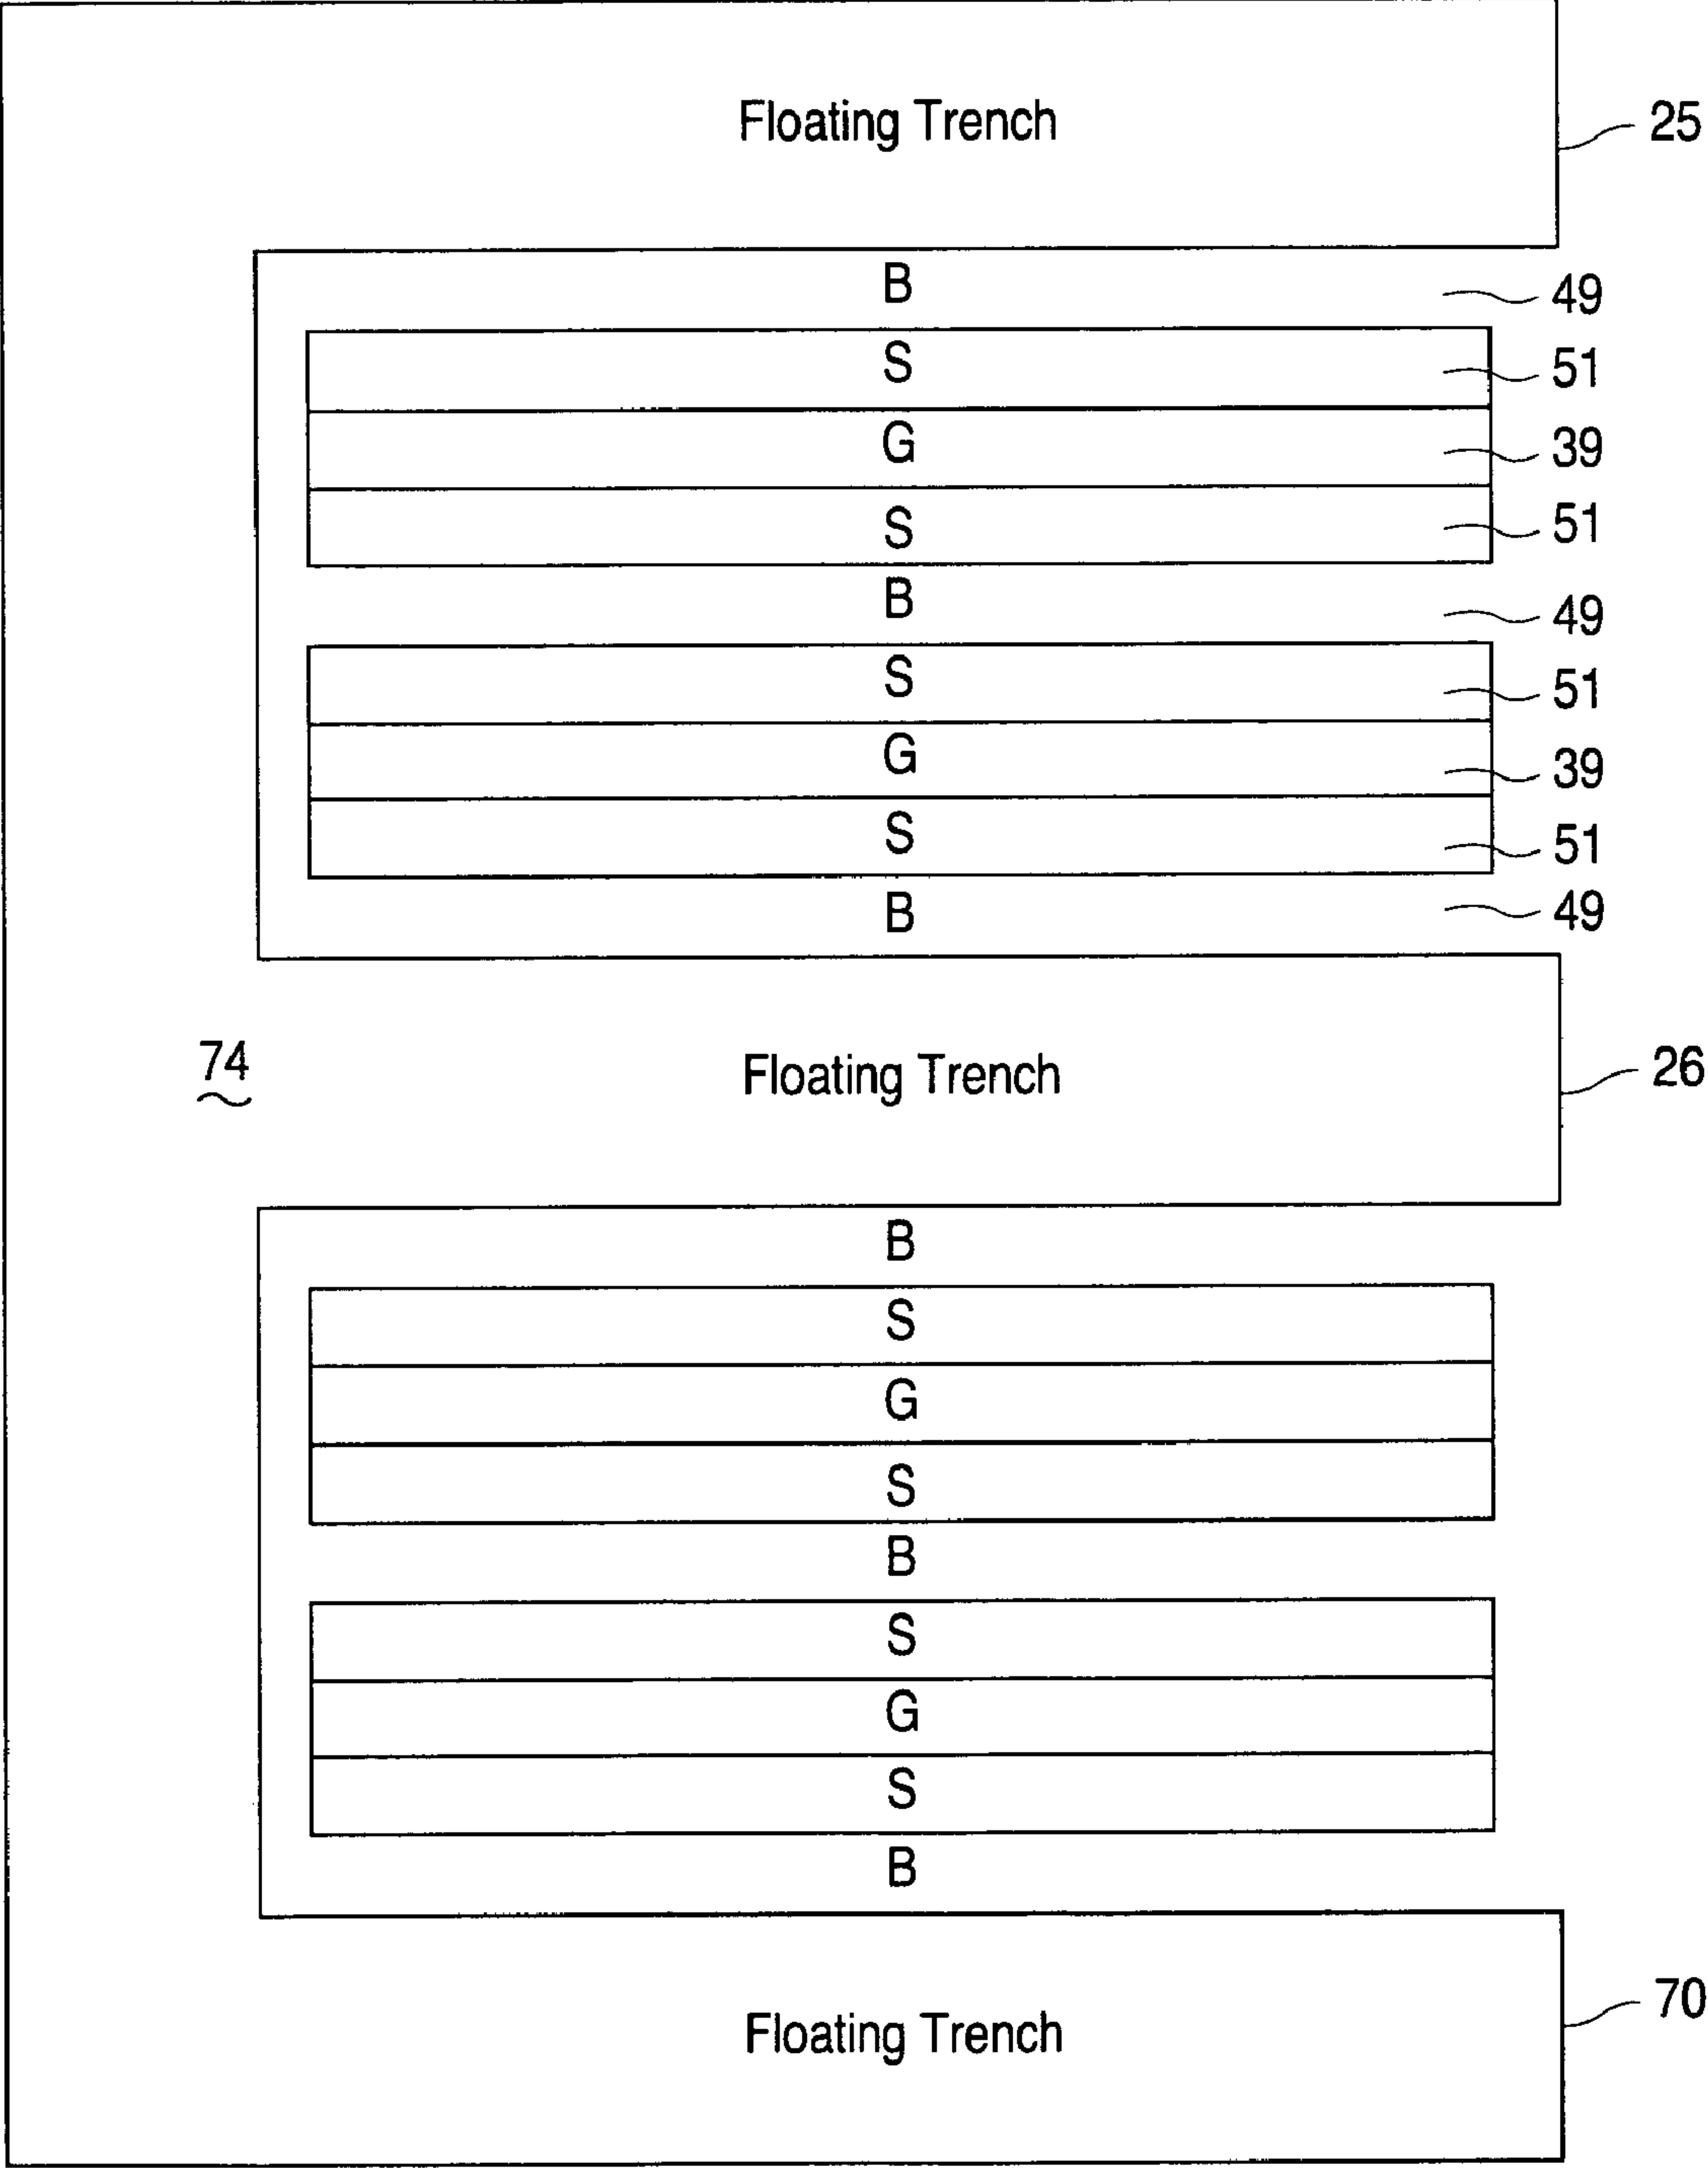 Floating Trench 25
B 49
S 51
G 39
S 51
B 49
S 51
G 39
S 51
B 49
74 Floating Trench 26
B
S
G
S
B
S
G
S
B
Floating Trench 70